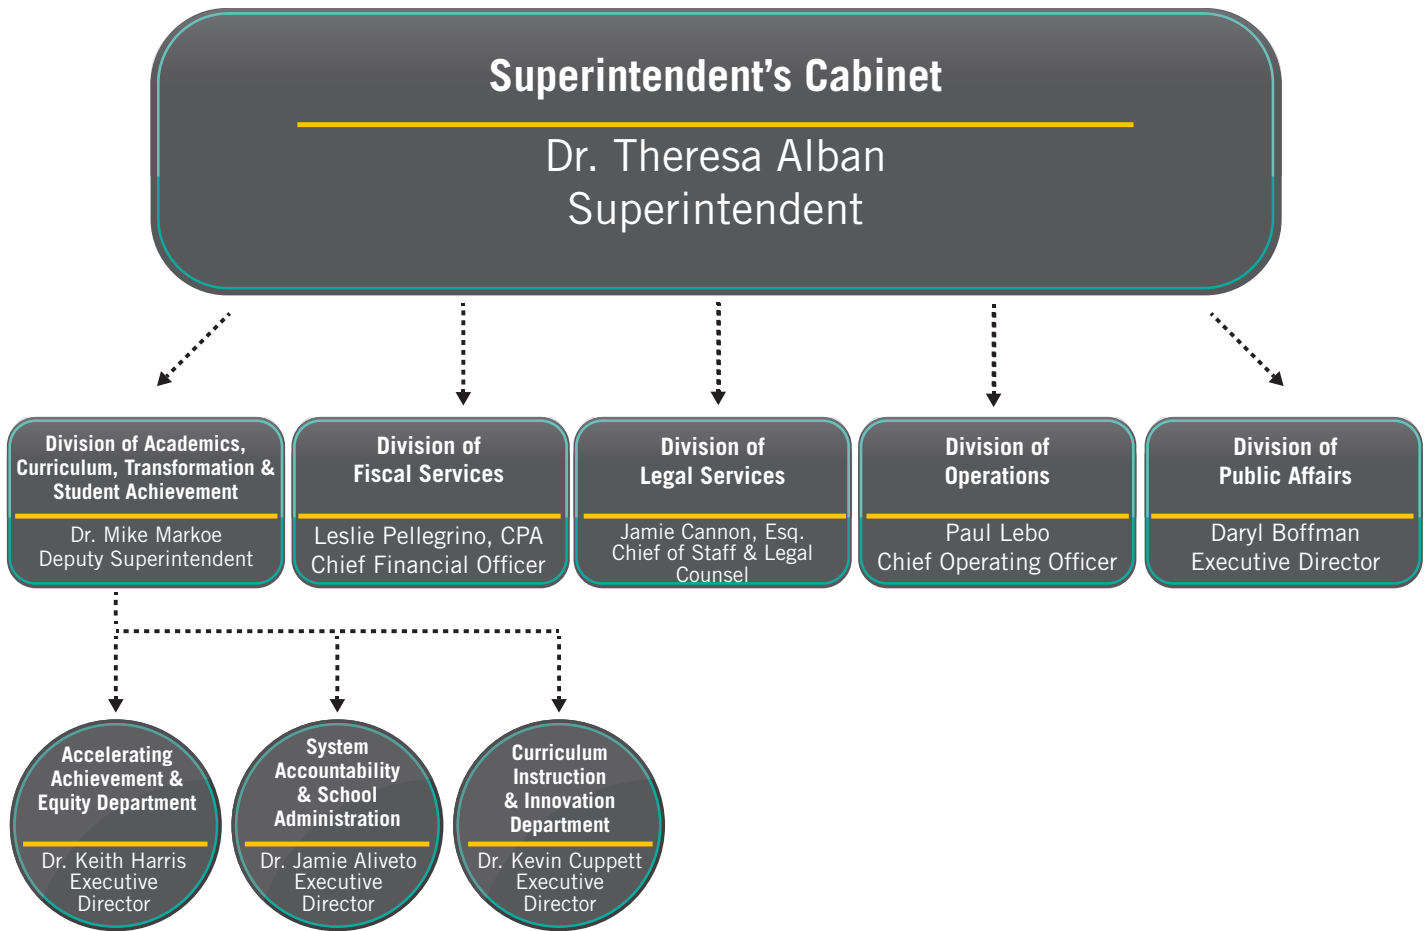 Superintendent’s Cabinet
Dr. Theresa Alban
Superintendent
Division of Academics,
Curriculum, Transformation &
Student Achievement
Dr. Mike Markoe
Deputy Superintendent
Division of
Fiscal Services
Leslie Pellegrino, CPA
Chief Financial Officer
Division of
Legal Services
Jamie Cannon, Esq.
Chief of Staff & Legal
Counsel
Division of
Operations
Paul Lebo
Chief Operating Officer
Division of
Public Affairs
Daryl Boffman
Executive Director
Accelerating
Achievement &
Equity Department
Dr. Keith Harris
Executive
Director
System
Accountability
& School
Administration
Dr. Jamie Aliveto
Executive
Director
Curriculum
Instruction
& Innovation
Department
Dr. Kevin Cuppett
Executive
Director